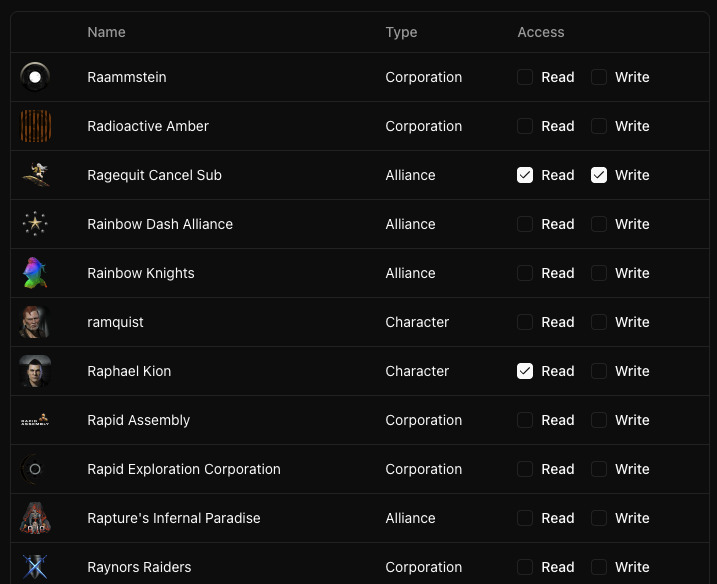 Name Type Access
Raammstein Corporation Read Write
Radioactive Amber Corporation Read Write
Ragequit Cancel Sub Alliance Read Write
Rainbow Dash Alliance Alliance Read Write
Rainbow Knights Alliance Read Write
ramquist Character Read Write
Raphael Kion Character Read Write
RAPID ASSEMBLY
Rapid Assembly Corporation Read Write
Rapid Exploration Corporation Corporation Read Write
Rapture's Infernal Paradise Alliance Read Write
Raynors Raiders Corporation Read Write